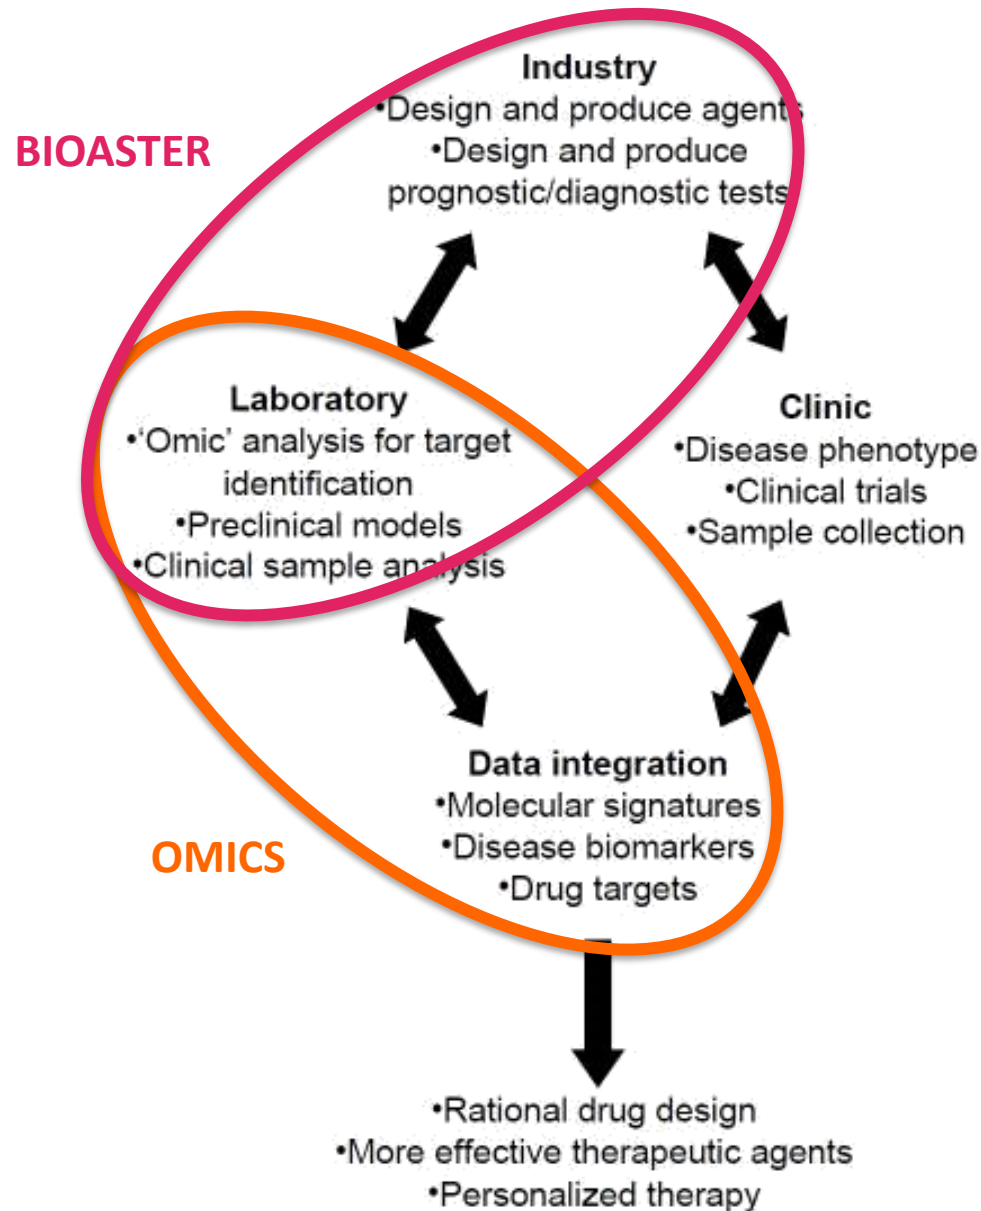 Industry
•Design and produce agents
•Design and produce
prognostic/diagnostic tests
BIOASTER
Laboratory
•‘Omic’ analysis for target
identification
•Preclinical models
•Clinical sample analysis
Clinic
•Disease phenotype
•Clinical trials
•Sample collection
Data integration
•Molecular signatures
•Disease biomarkers
•Drug targets
OMICS
•Rational drug design
•More effective therapeutic agents
•Personalized therapy